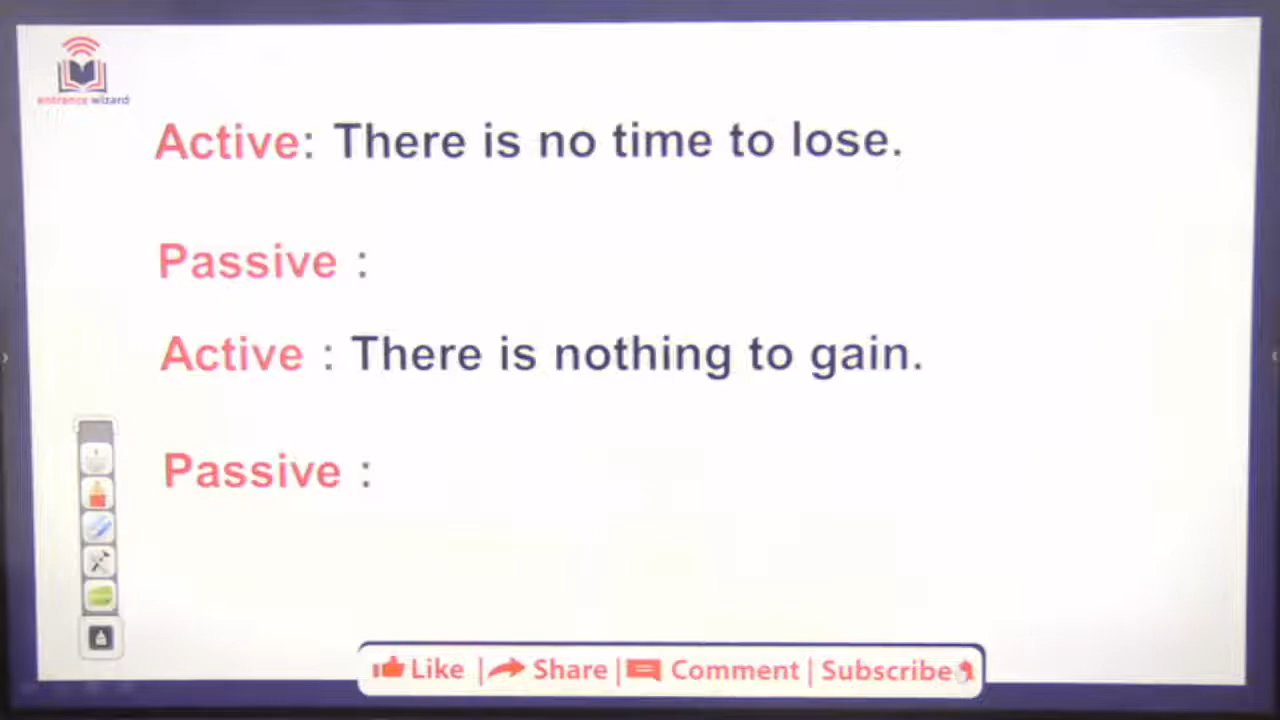 entrance wizard
Active: There is no time to lose.
Passive :
Active : There is nothing to gain.
Passive :
Like | Share | Comment | Subscribe